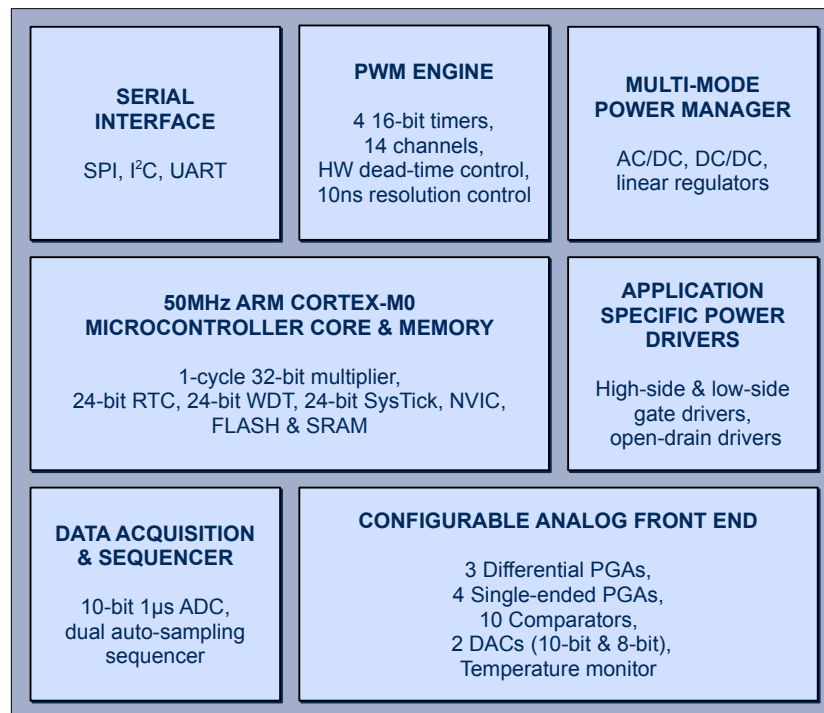 SERIAL
INTERFACE
SPI, I²C, UART
PWM ENGINE
4 16-bit timers,
14 channels,
HW dead-time control,
10ns resolution control
MULTI-MODE
POWER MANAGER
AC/DC, DC/DC,
linear regulators
50MHz ARM CORTEX-M0
MICROCONTROLLER CORE & MEMORY
1-cycle 32-bit multiplier,
24-bit RTC, 24-bit WDT, 24-bit SysTick, NVIC,
FLASH & SRAM
APPLICATION
SPECIFIC POWER
DRIVERS
High-side & low-side
gate drivers,
open-drain drivers
DATA ACQUISITION
& SEQUENCER
10-bit 1µs ADC,
dual auto-sampling
sequencer
CONFIGURABLE ANALOG FRONT END
3 Differential PGAs,
4 Single-ended PGAs,
10 Comparators,
2 DACs (10-bit & 8-bit),
Temperature monitor